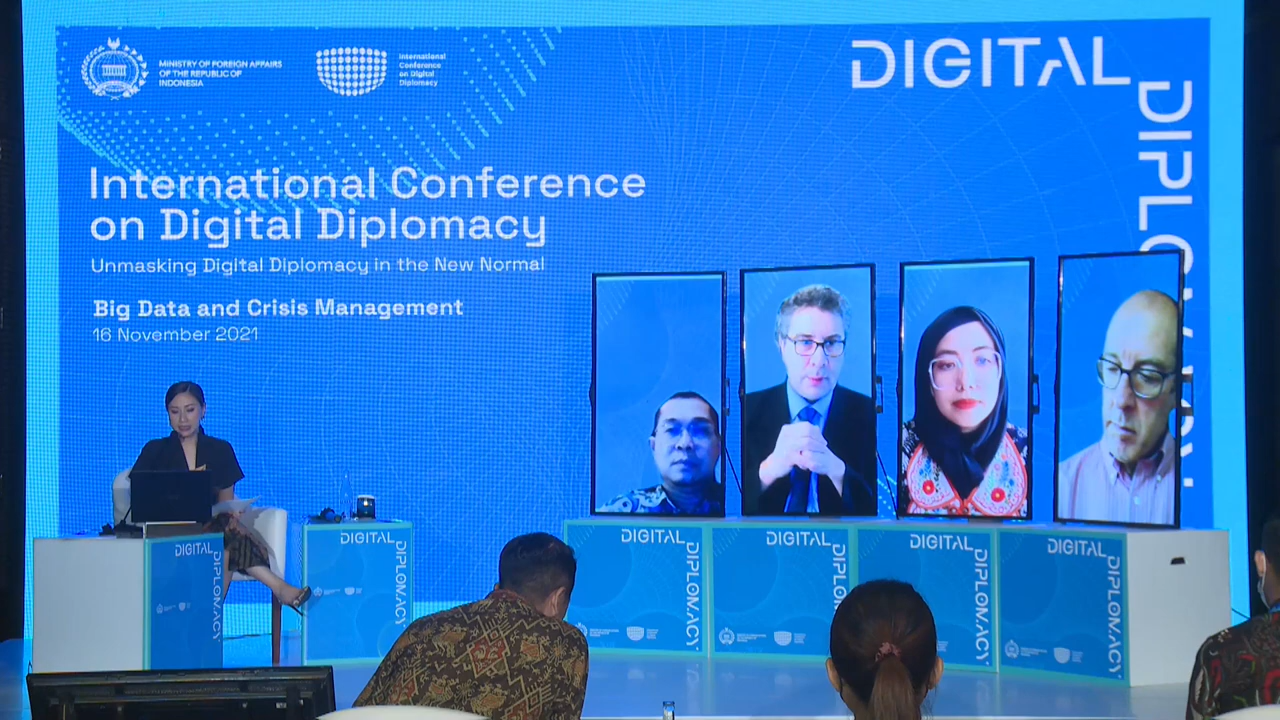 MINISTRY OF FOREIGN AFFAIRS
OF THE REPUBLIC OF
INDONESIA
International
Conference
on Digital
Diplomacy
DIGITAL
International Conference
on Digital Diplomacy
Unmasking Digital Diplomacy in the New Normal
Big Data and Crisis Management
16 November 2021
DIGITAL
DIPLOMACY
DIGITAL
DIPLOMACY
DIGITAL
DIPLOMACY
DIGITAL
DIGITAL
DIPLOMACY
DIGITAL
DIPLOMACY